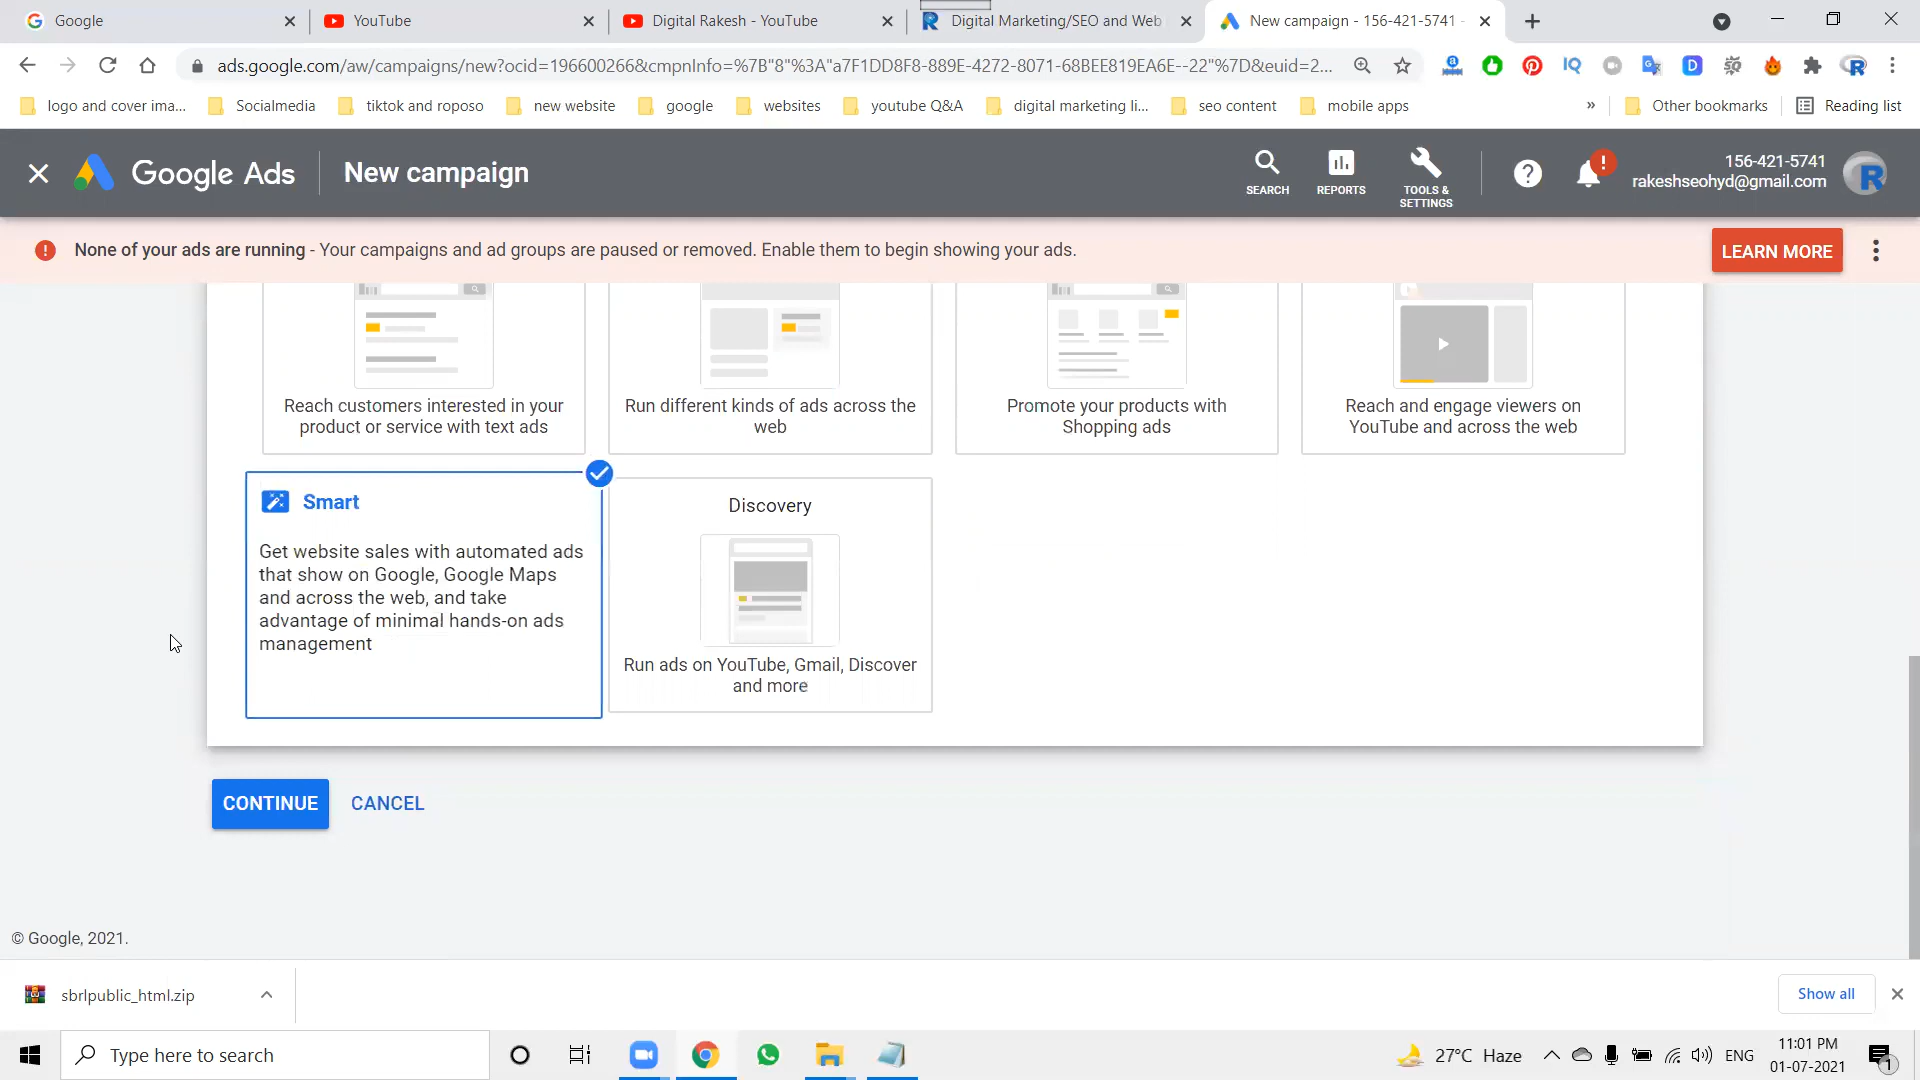 Google
YouTube
Digital Rakesh - YouTube
Digital Marketing/SEO and Web
New campaign - 156-421-5741 -
ads.google.com/aw/campaigns/new?ocid=196600266&cmpnInfo=%7B"8"%3A"a7F1DD8F8-889E-4272-8071-68BEE819EA6E--22"%7D&euid=2...
logo and cover ima...
Socialmedia
tiktok and roposo
new website
google
websites
youtube Q&A
digital marketing li...
seo content
mobile apps
»
Other bookmarks
Reading list
Google Ads
New campaign
SEARCH
REPORTS
TOOLS &
SETTINGS
156-421-5741
rakeshseohyd@gmail.com
None of your ads are running - Your campaigns and ad groups are paused or removed. Enable them to begin showing your ads.
LEARN MORE
Reach customers interested in your
product or service with text ads
Run different kinds of ads across the
web
Promote your products with
Shopping ads
Reach and engage viewers on
YouTube and across the web
Smart
Get website sales with automated ads
that show on Google, Google Maps
and across the web, and take
advantage of minimal hands-on ads
management
Discovery
Run ads on YouTube, Gmail, Discover
and more
CONTINUE
CANCEL
© Google, 2021.
sbrlpublic_html.zip
Show all
Type here to search
27°C Haze
ENG
11:01 PM
01-07-2021
1